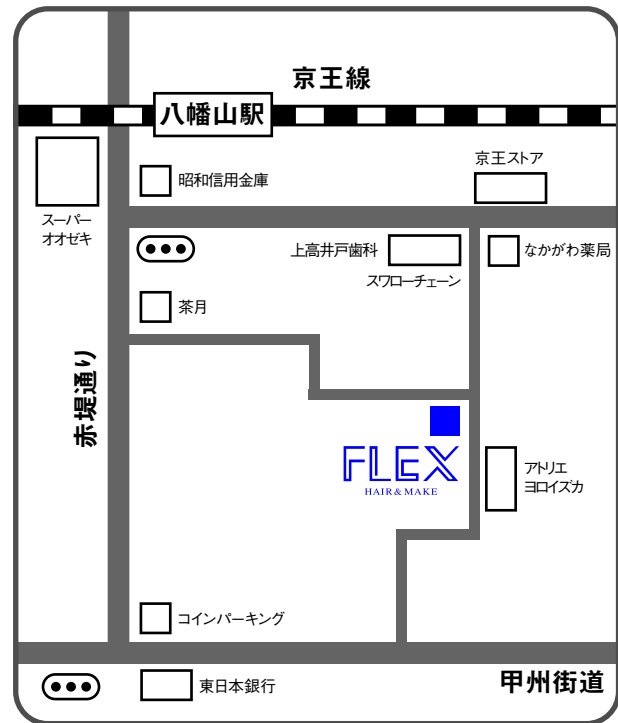 京王線
八幡山駅
京王ストア
昭和信用金庫
スーパー
オオゼキ
上高井戸歯科
なかがわ薬局
スワローチェーン
茶月
赤堤通り
FLEX
HAIR & MAKE
アトリエ
ヨロイズカ
コインパーキング
東日本銀行
甲州街道